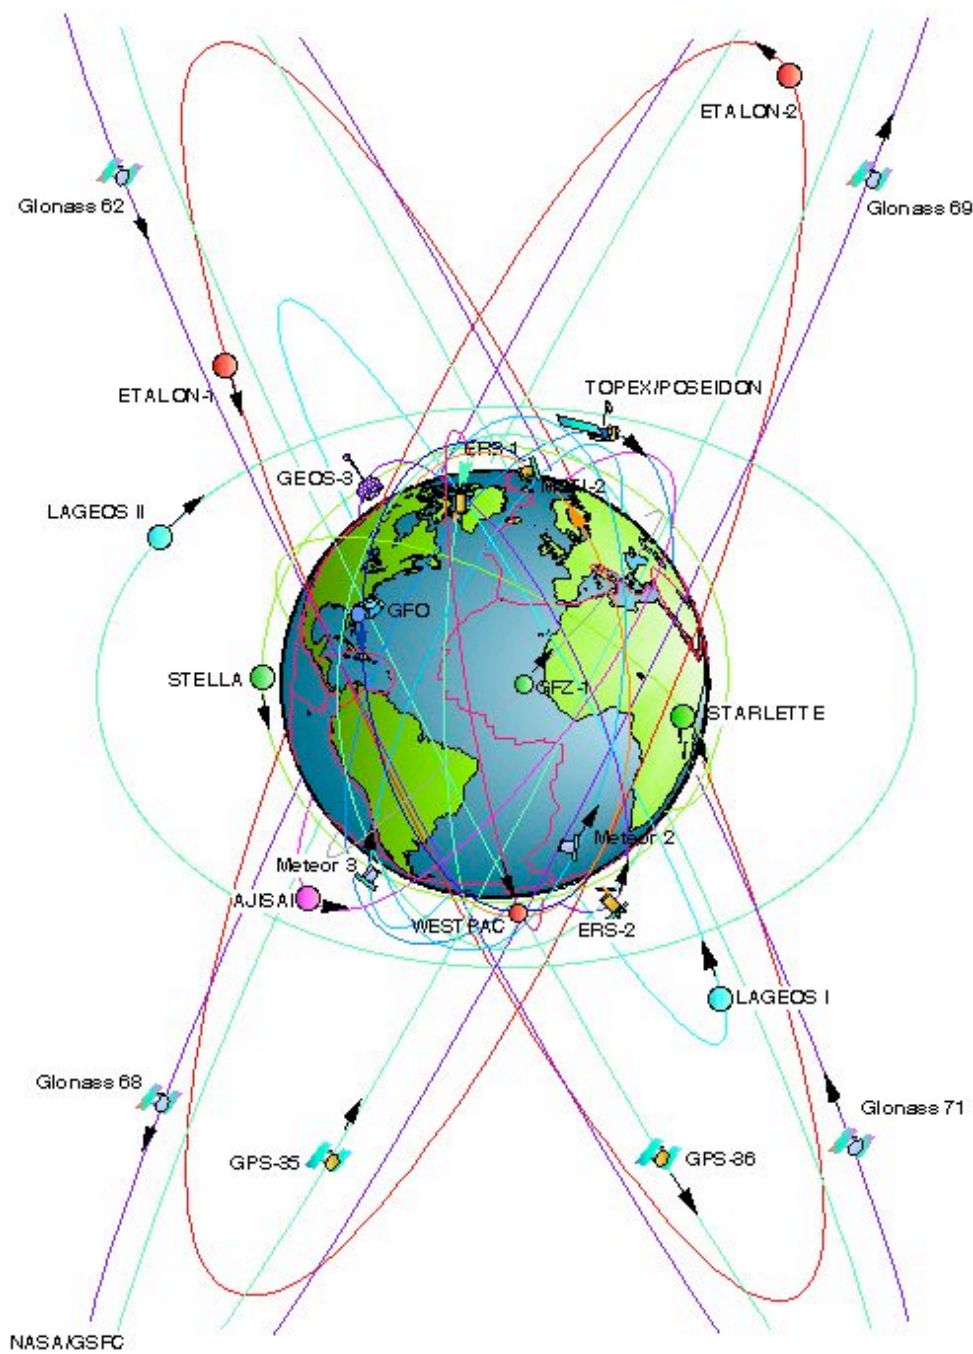 ETALON-2
Glonass 62
Glonass 69
ETALON-1
TOPEX/POSEIDON
ERS-1
GEOS-3
LAGEOS II
GFO
STELLA
GFZ-1
STARLETTE
Meteor 2
Meteor 3
AJISAI
WESTPAC
ERS-2
LAGEOS I
Glonass 68
Glonass 71
GPS-35
GPS-36
NASA/GSFC